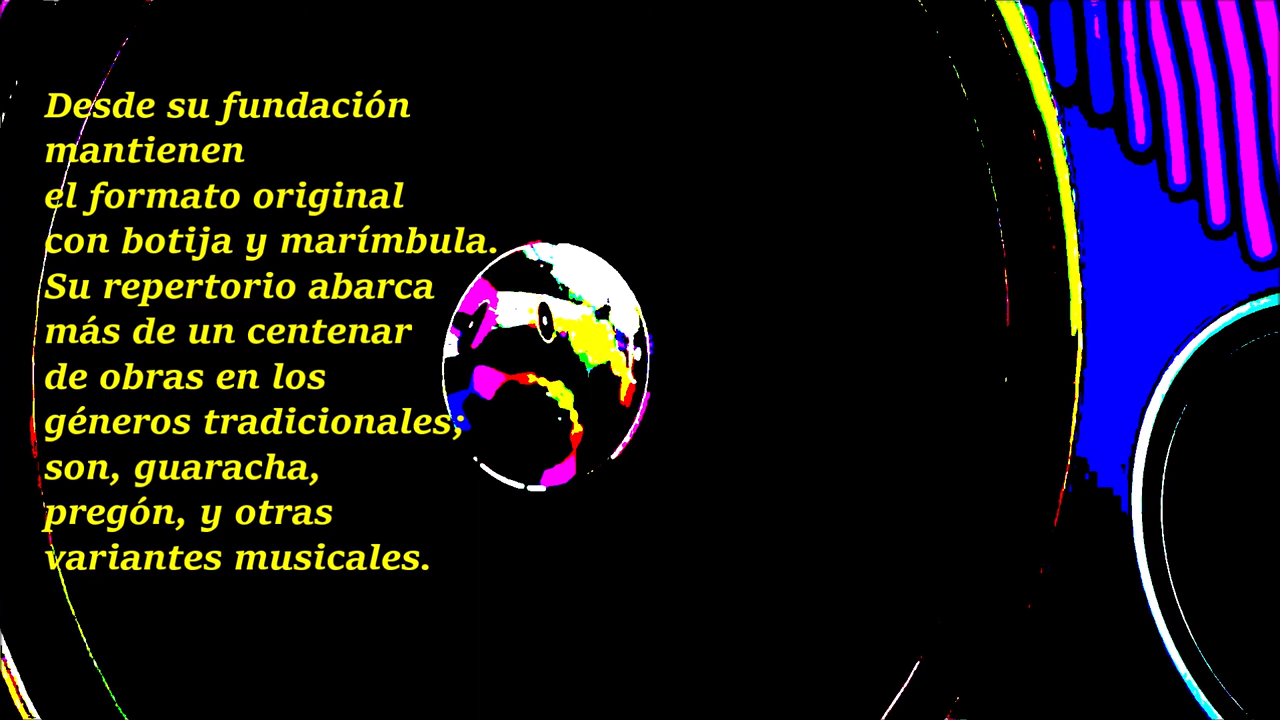 Desde su fundación
mantienen
el formato original
con botija y marímbula.
Su repertorio abarca
más de un centenar
de obras en los
géneros tradicionales;
son, guaracha,
pregón, y otras
variantes musicales.